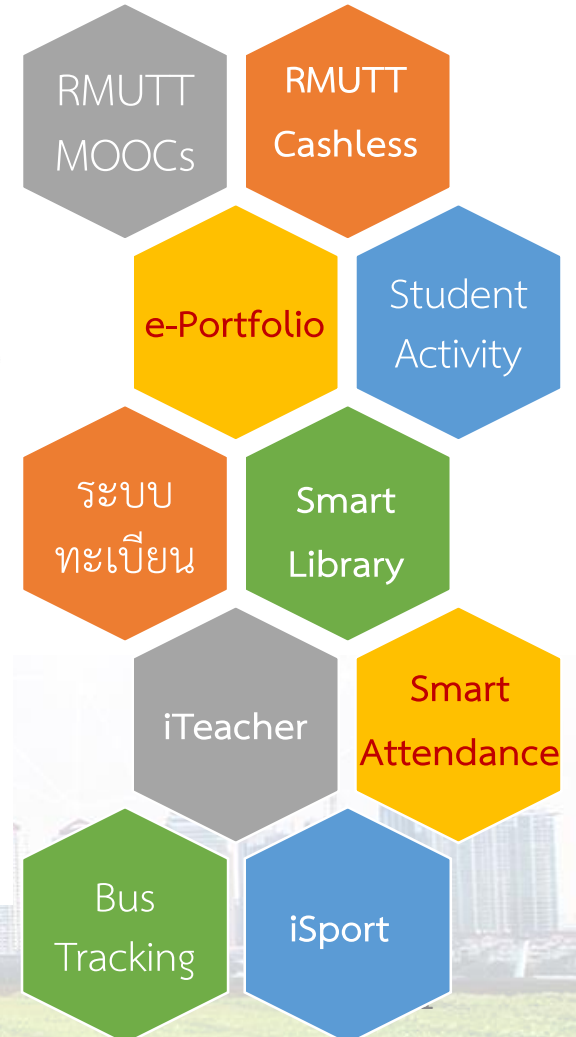 RMUTT
MOOCs
RMUTT
Cashless
e-Portfolio
Student
Activity
ระบบ
ทะเบียน
Smart
Library
iTeacher
Smart
Attendance
Bus
Tracking
iSport